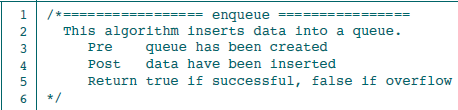 1 /*================= enqueue ================
2 This algorithm inserts data into a queue.
3 Pre queue has been created
4 Post data have been inserted
5 Return true if successful, false if overflow
6 */